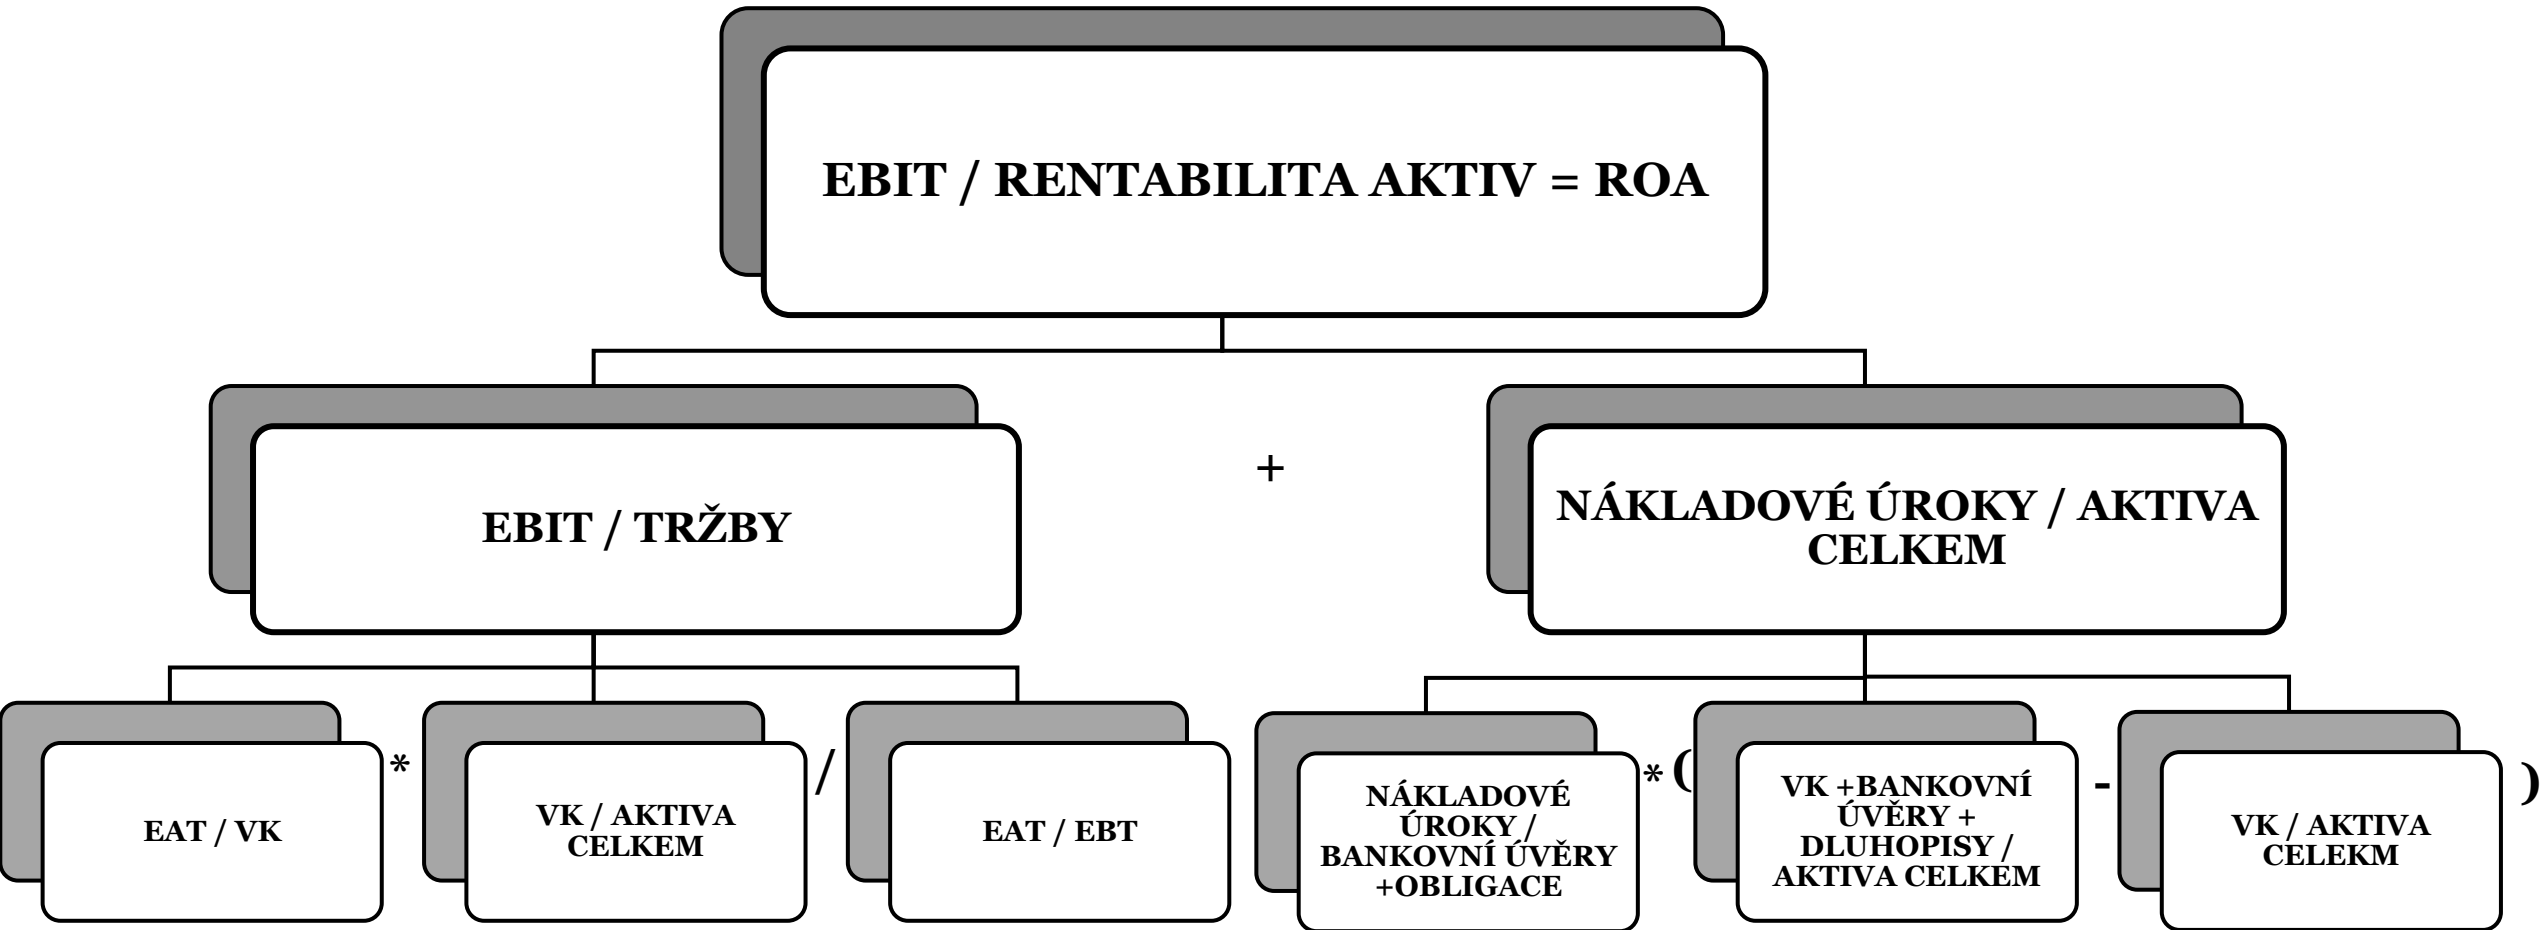 EBIT / RENTABILITA AKTIV = ROA
EBIT / TRŽBY
+
NÁKLADOVÉ ÚROKY / AKTIVA
CELKEM
EAT / VK
*
VK / AKTIVA
CELKEM
/
EAT / EBT
NÁKLADOVÉ
ÚROKY /
BANKOVNÍ ÚVĚRY
+OBLIGACE
*
(
VK +BANKOVNÍ
ÚVĚRY +
DLUHOPISY /
AKTIVA CELKEM
-
VK / AKTIVA
CELEKM
)